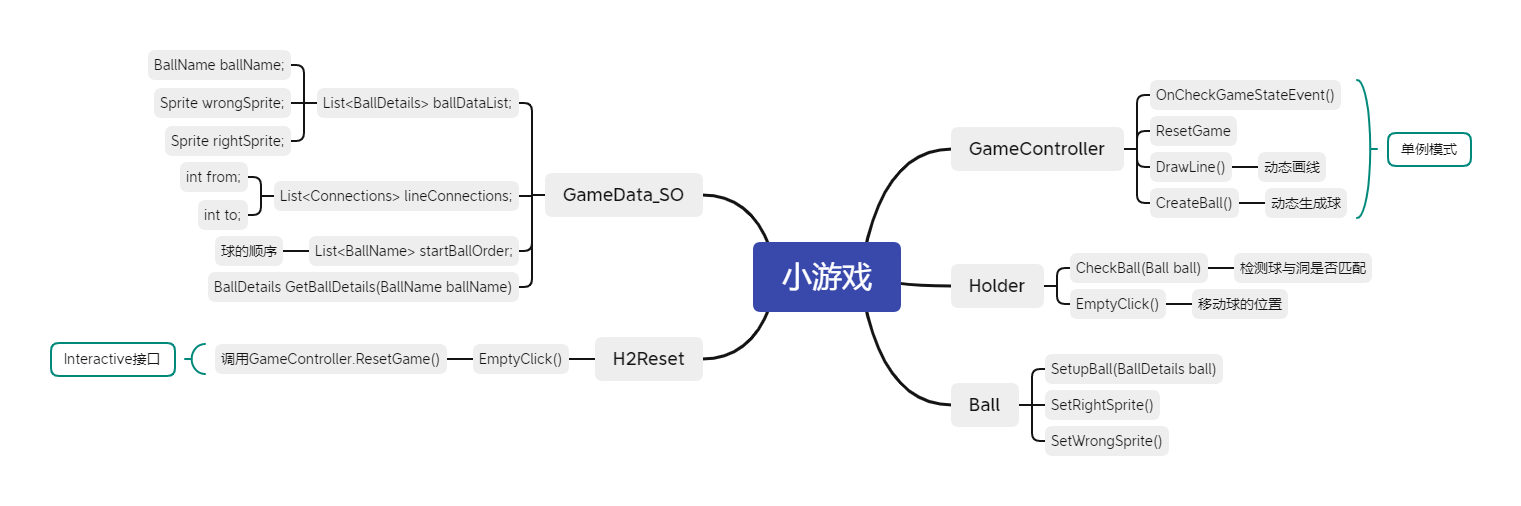 小游戏
GameController
OnCheckGameStateEvent()
ResetGame
DrawLine()
动态画线
CreateBall()
动态生成球
单例模式
Holder
CheckBall(Ball ball)
检测球与洞是否匹配
EmptyClick()
移动球的位置
Ball
SetupBall(BallDetails ball)
SetRightSprite()
SetWrongSprite()
GameData_SO
List<BallDetails> ballDataList;
BallName ballName;
Sprite wrongSprite;
Sprite rightSprite;
List<Connections> lineConnections;
int from;
int to;
List<BallName> startBallOrder;
球的顺序
BallDetails GetBallDetails(BallName ballName)
H2Reset
EmptyClick()
调用GameController.ResetGame()
Interactive接口